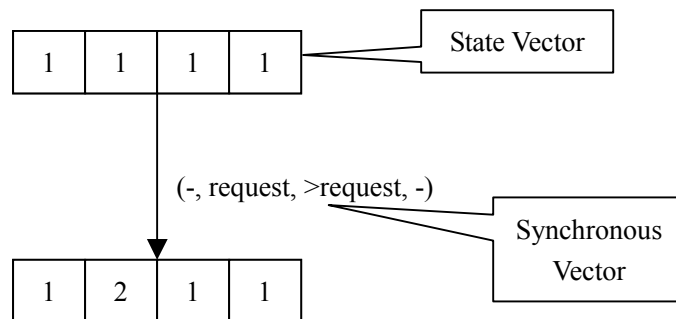 1 1 1 1
State Vector
(-, request, >request, -)
Synchronous
Vector
1 2 1 1